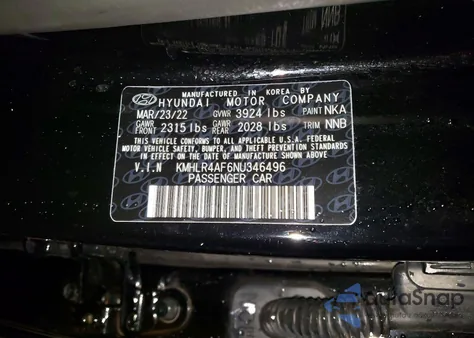 MANUFACTURED IN KOREA BY
HYUNDAI MOTOR COMPANY
MAR/23/22 GVWR 3924 lbs PAINT NKA
GAWR FRONT 2315 lbs GAWR REAR 2028 lbs TRIM NNB
THIS VEHICLE CONFORMS TO ALL APPLICABLE U.S. FEDERAL
MOTOR VEHICLE SAFETY, BUMPER, AND THEFT PREVENTION
STANDARDS IN EFFECT ON THE DATE OF MANUFACTURE
SHOWN ABOVE.
V.I.N KMHLR4AF6NU346496
PASSENGER CAR
AutoSnap